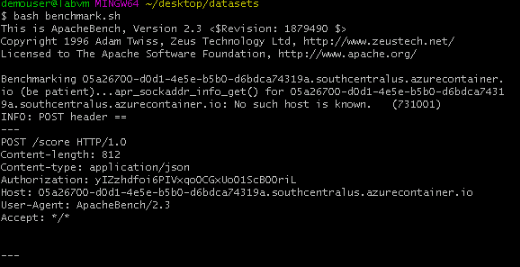 demouser@labvm MINGW64 ~/desktop/datasets
$ bash benchmark.sh
This is ApacheBench, Version 2.3 <$Revision: 1879490 $>
Copyright 1996 Adam Twiss, Zeus Technology Ltd, http://www.zeustech.net/
Licensed to The Apache Software Foundation, http://www.apache.org/

Benchmarking 05a26700-d0d1-4e5e-b5b0-d6bdca74319a.southcentralus.azurecontainer.
io (be patient)...apr_sockaddr_info_get() for 05a26700-d0d1-4e5e-b5b0-d6bdca7431
9a.southcentralus.azurecontainer.io: No such host is known.   (731001)
INFO: POST header ==
---
POST /score HTTP/1.0
Content-length: 812
Content-type: application/json
Authorization: yIZzhdfoi6PIVxqoOCGxUo01ScB00riL
Host: 05a26700-d0d1-4e5e-b5b0-d6bdca74319a.southcentralus.azurecontainer.io
User-Agent: ApacheBench/2.3
Accept: */*


---